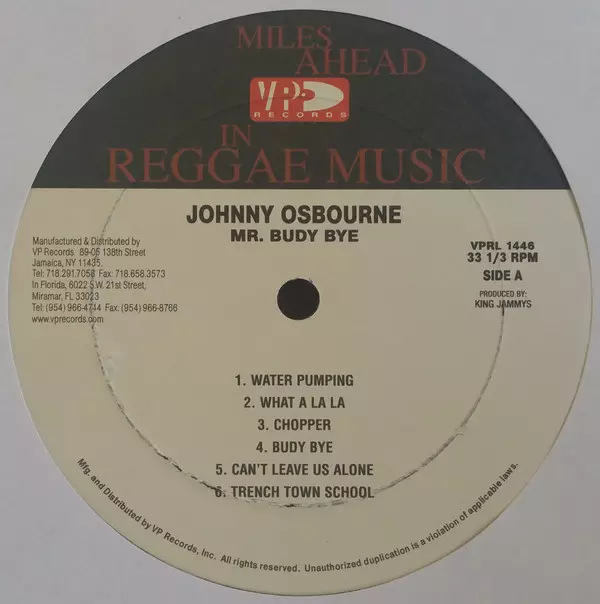 MILES
AHEAD
VP
RECORDS
IN
REGGAE MUSIC
JOHNNY OSBOURNE
MR. BUDY BYE
Manufactured & Distributed by
VP Records 89-05 138th Street
Jamaica, NY 11435.
Tel: 718.291.7058 Fax: 718.658.3573
In Florida, 6022 S.W. 21st Street,
Miramar, FL 33023
Tel: (954) 966-4744 Fax: (954) 966-8766
www.vprecords.com
VPRL 1446
33 1/3 RPM
SIDE A
PRODUCED BY:
KING JAMMYS
1. WATER PUMPING
2. WHAT A LA LA
3. CHOPPER
4. BUDY BYE
5. CAN'T LEAVE US ALONE
6. TRENCH TOWN SCHOOL
Mfg. and Distributed by VP Records, Inc. All rights reserved. Unauthorized duplication is a violation of applicable laws.